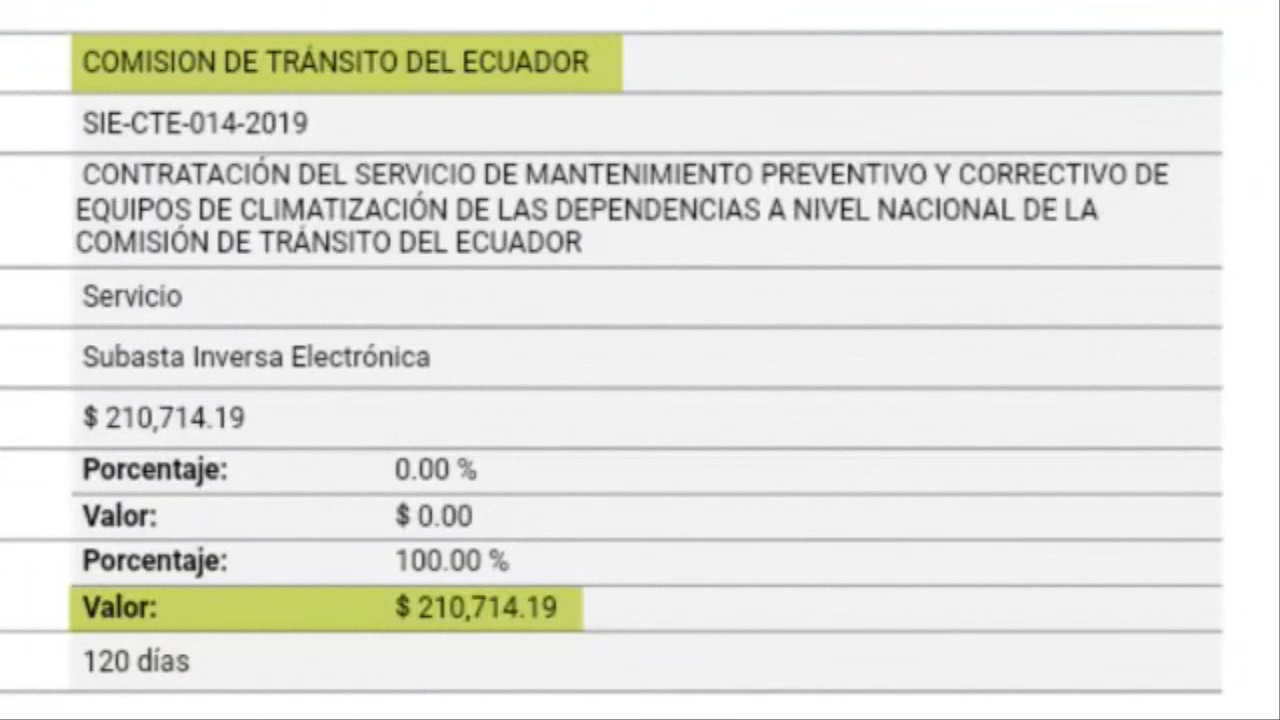 COMISION DE TRÁNSITO DEL ECUADOR
SIE-CTE-014-2019
CONTRATACIÓN DEL SERVICIO DE MANTENIMIENTO PREVENTIVO Y CORRECTIVO DE
EQUIPOS DE CLIMATIZACIÓN DE LAS DEPENDENCIAS A NIVEL NACIONAL DE LA
COMISIÓN DE TRÁNSITO DEL ECUADOR
Servicio
Subasta Inversa Electrónica
$ 210,714.19
Porcentaje: 0.00 %
Valor: $ 0.00
Porcentaje: 100.00 %
Valor: $ 210,714.19
120 días